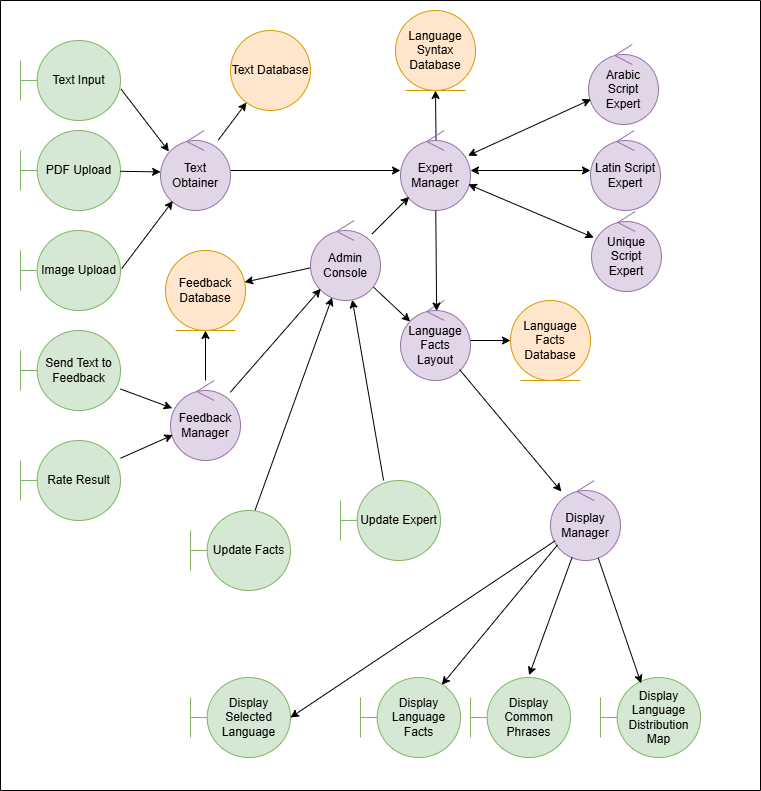 Text Input
Text Database
Language
Syntax
Database
Arabic
Script
Expert
PDF Upload
Text
Obtainer
Expert
Manager
Latin Script
Expert
Image Upload
Admin
Console
Unique
Script
Expert
Feedback
Database
Language
Facts
Layout
Language
Facts
Database
Send Text to
Feedback
Feedback
Manager
Rate Result
Update Facts
Update Expert
Display
Manager
Display
Selected
Language
Display
Language
Facts
Display
Common
Phrases
Display
Language
Distribution
Map